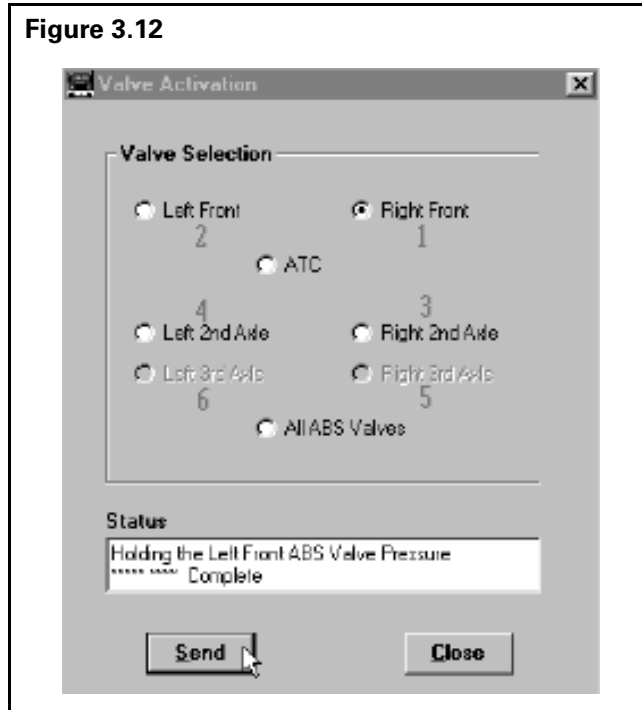 Figure 3.12
Valve Activation
Valve Selection
Left Front
Right Front
2
1
ATC
4
3
Left 2nd Axle
Right 2nd Axle
Left 3rd Axle
Right 3rd Axle
6
5
All ABS Valves
Status
Holding the Left Front ABS Valve Pressure
***** **** Complete
Send
Close